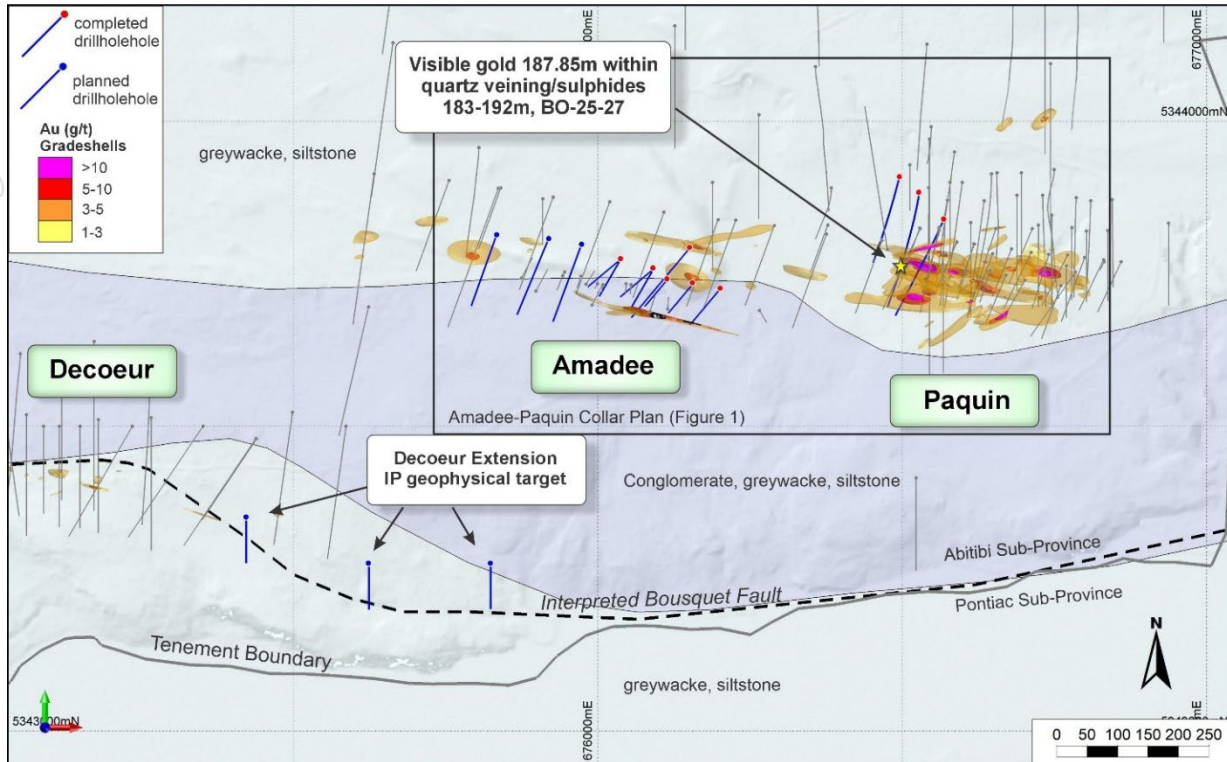 completed
drillholehole
planned
drillholehole
Au (g/t)
Gradeshells
>10
5-10
3-5
1-3
greywacke, siltstone
Visible gold 187.85m within
quartz veining/sulphides
183-192m, BO-25-27
676000mE
677000mE
5344000mN
Decoeur
Amadee
Paquin
Amadee-Paquin Collar Plan (Figure 1)
Decoeur Extension
IP geophysical target
Conglomerate, greywacke, siltstone
Abitibi Sub-Province
Interpreted Bousquet Fault
Pontiac Sub-Province
Tenement Boundary
greywacke, siltstone
N
5343000mN
0 50 100 150 200 250